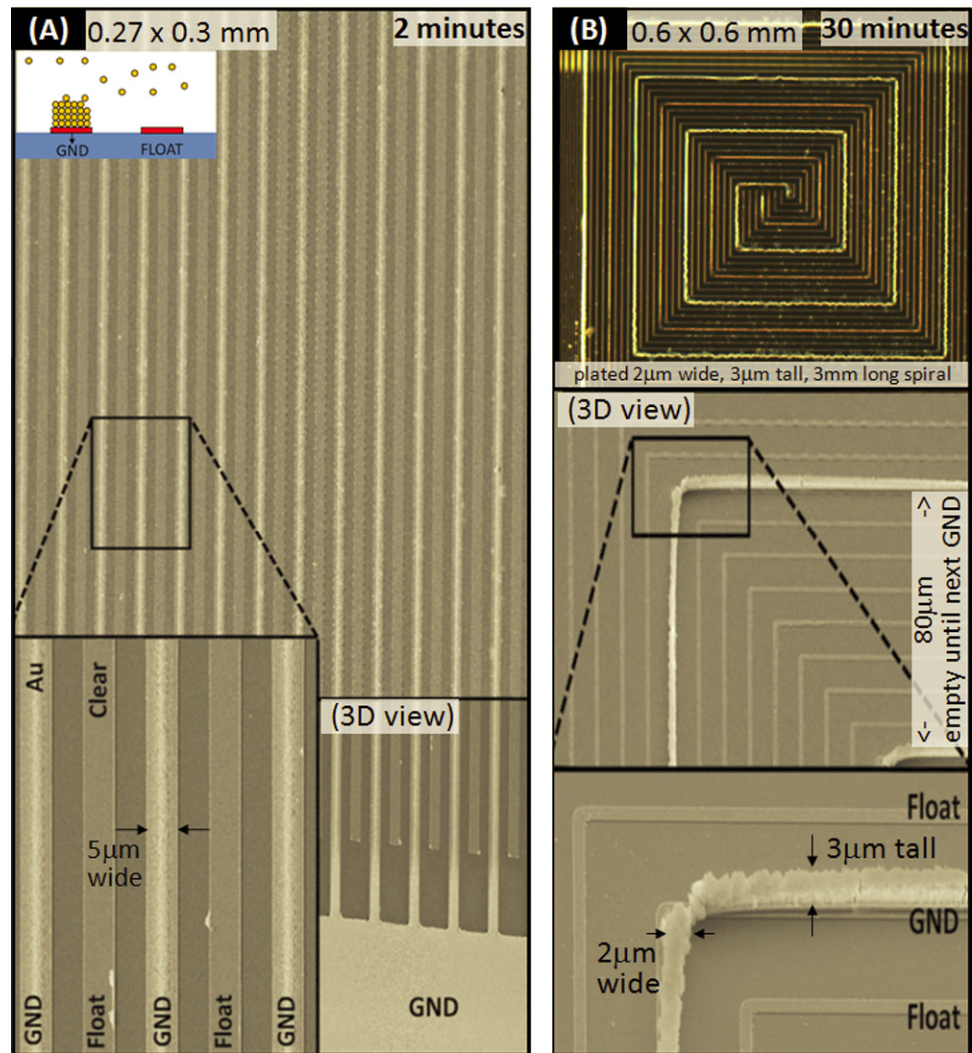 (A) 0.27 x 0.3 mm 2 minutes
GND FLOAT
Au
Clear
5µm
wide
GND
Float
GND
Float
GND
(3D view)
GND
(B) 0.6 x 0.6 mm 30 minutes
plated 2µm wide, 3µm tall, 3mm long spiral
(3D view)
<- 80µm ->
empty until next GND
Float
3µm tall
GND
2µm
wide
Float